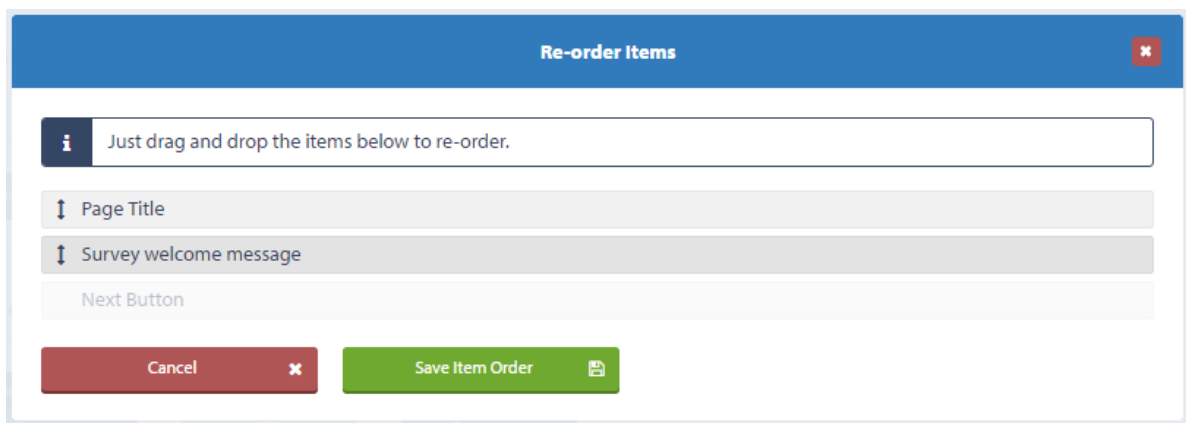 Re-order Items
Just drag and drop the items below to re-order.
Page Title
Survey welcome message
Next Button
Cancel
Save Item Order